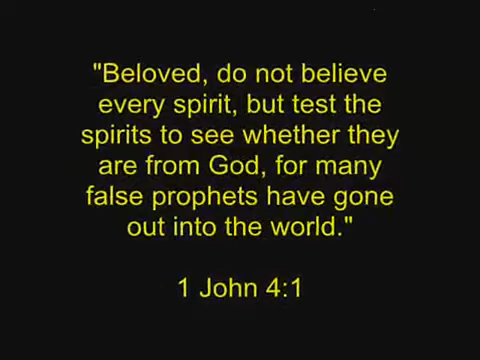 "Beloved, do not believe
every spirit, but test the
spirits to see whether they
are from God, for many
false prophets have gone
out into the world."
1 John 4:1